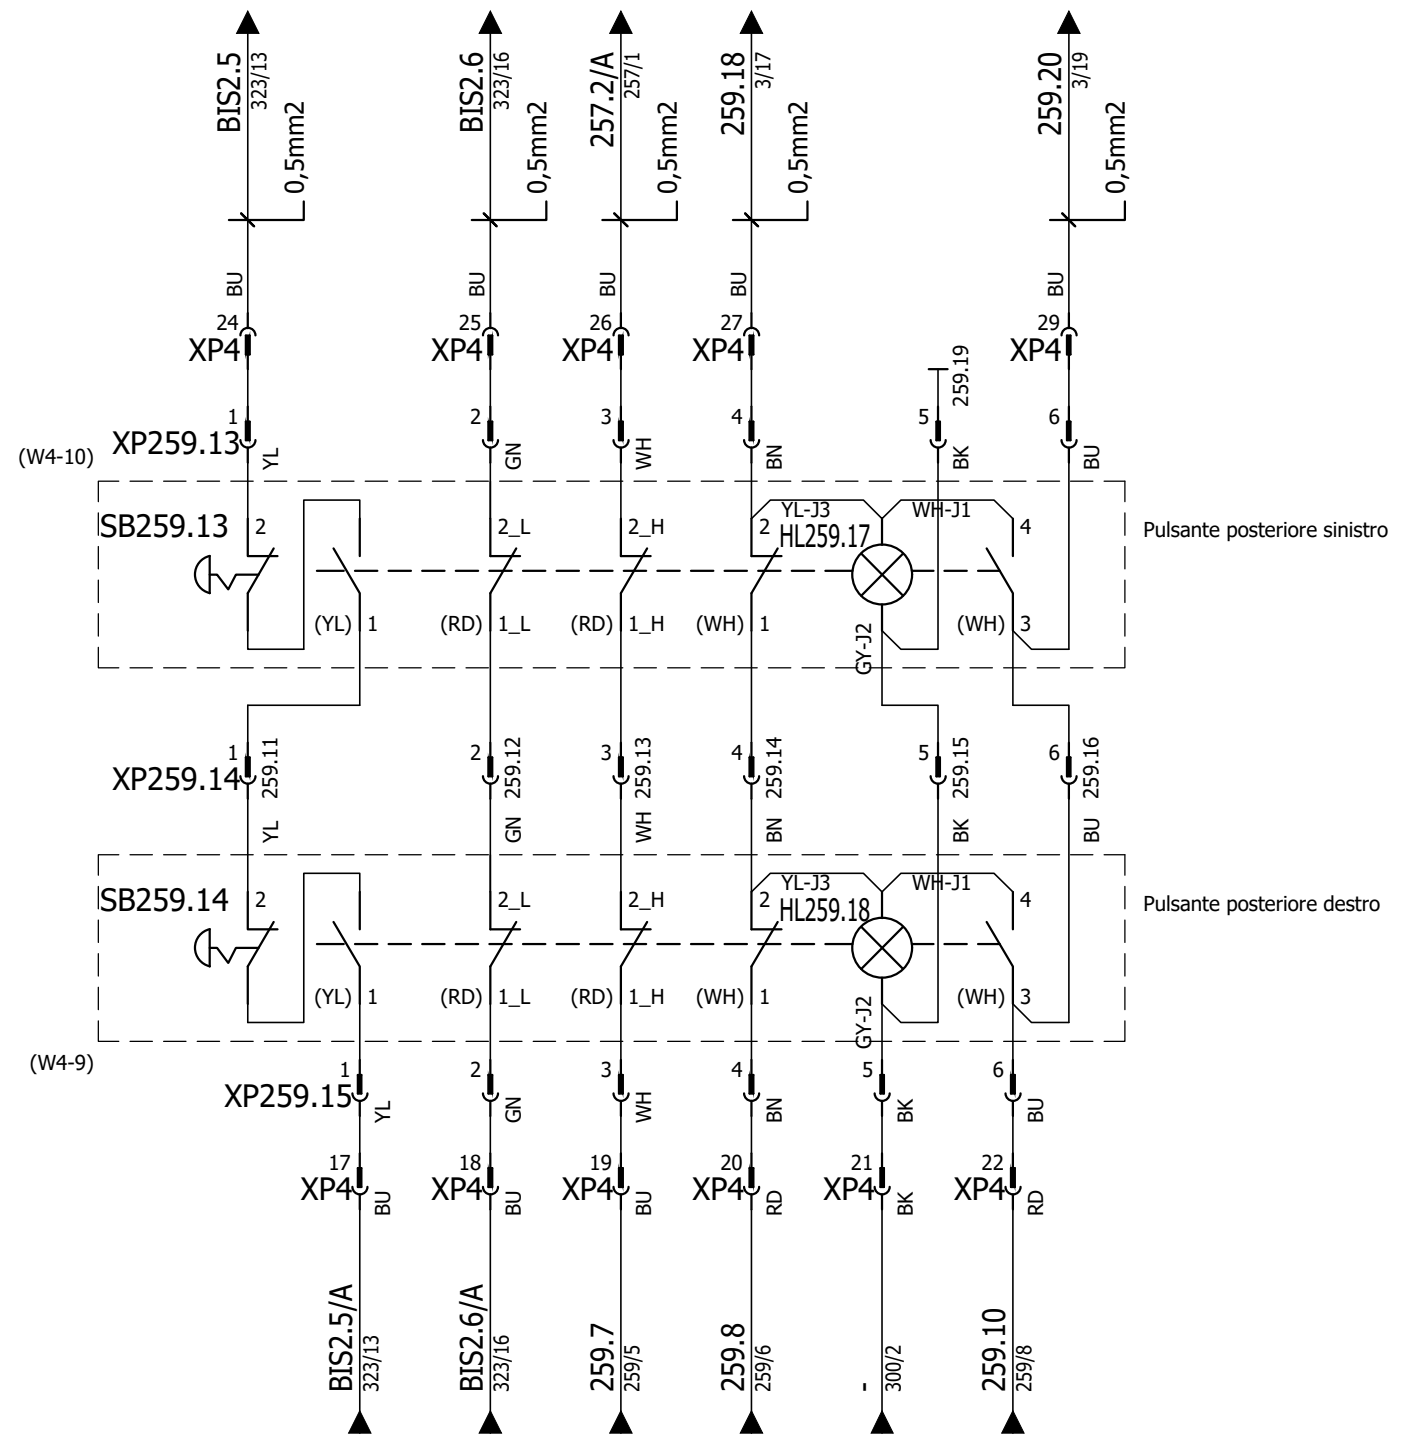 BIS2.5
323/13
BIS2.6
323/16
257.2/A
257/1
259.18
3/17
259.20
3/19
0,5mm2
0,5mm2
0,5mm2
0,5mm2
0,5mm2
BU
BU
BU
BU
BU
24
25
26
27
29
XP4
XP4
XP4
XP4
XP4
259.19
1
2
3
4
5
6
XP259.13
(W4-10)
YL
GN
WH
BN
BK
BU
YL-J3
WH-J1
SB259.13
2
2_L
2_H
2
HL259.17
4
Pulsante posteriore sinistro
(YL)
1
(RD)
1_L
(RD)
1_H
(WH)
1
GY-J2
(WH)
3
1
2
3
4
5
6
XP259.14
259.11
259.12
259.13
259.14
259.15
259.16
YL
GN
WH
BN
BK
BU
YL-J3
WH-J1
SB259.14
2
2_L
2_H
2
HL259.18
4
Pulsante posteriore destro
(YL)
1
(RD)
1_L
(RD)
1_H
(WH)
1
GY-J2
(WH)
3
(W4-9)
1
2
3
4
5
6
XP259.15
YL
GN
WH
BN
BK
BU
17
18
19
20
21
22
XP4
XP4
XP4
XP4
XP4
XP4
BU
BU
BU
RD
BK
RD
BIS2.5/A
323/13
BIS2.6/A
323/16
259.7
259/5
259.8
259/6
-
300/2
259.10
259/8